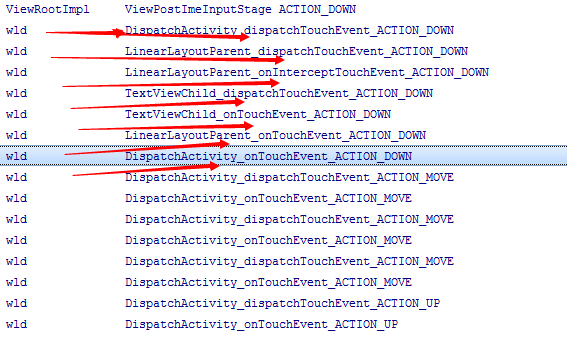 ViewRootImpl ViewPostImeInputStage ACTION_DOWN
wld DispatchActivity_dispatchTouchEvent_ACTION_DOWN
wld LinearLayoutParent_dispatchTouchEvent_ACTION_DOWN
wld LinearLayoutParent_onInterceptTouchEvent_ACTION_DOWN
wld TextViewChild_dispatchTouchEvent_ACTION_DOWN
wld TextViewChild_onTouchEvent_ACTION_DOWN
wld LinearLayoutParent_onTouchEvent_ACTION_DOWN
wld DispatchActivity_onTouchEvent_ACTION_DOWN
wld DispatchActivity_dispatchTouchEvent_ACTION_MOVE
wld DispatchActivity_onTouchEvent_ACTION_MOVE
wld DispatchActivity_dispatchTouchEvent_ACTION_MOVE
wld DispatchActivity_onTouchEvent_ACTION_MOVE
wld DispatchActivity_dispatchTouchEvent_ACTION_MOVE
wld DispatchActivity_onTouchEvent_ACTION_MOVE
wld DispatchActivity_dispatchTouchEvent_ACTION_UP
wld DispatchActivity_onTouchEvent_ACTION_UP